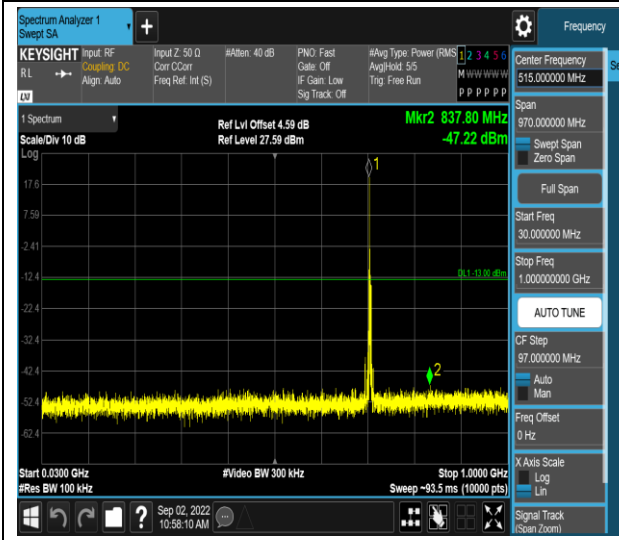 Spectrum Analyzer 1
Swept SA
+
Frequency
KEYSIGHT
RL
LXI
Input: RF
Coupling: DC
Align: Auto
Input Z: 50 Ω
Corr CCorr
Freq Ref: Int (S)
#Atten: 40 dB
PNO: Fast
Gate: Off
IF Gain: Low
Sig Track: Off
#Avg Type: Power (RMS
Avg|Hold: 5/5
Trig: Free Run
1 2 3 4 5 6
M W W W W W
P P P P P P
1 Spectrum
Scale/Div 10 dB
Log
Ref Lvl Offset 4.59 dB
Ref Level 27.59 dBm
Mkr2 837.80 MHz
-47.22 dBm
1
17.6
7.59
-2.41
-12.4
DL1 -13.00 dBm
-22.4
-32.4
-42.4
2
-52.4
-62.4
Start 0.0300 GHz
#Res BW 100 kHz
#Video BW 300 kHz
Stop 1.0000 GHz
Sweep ~93.5 ms (10000 pts)
?
Sep 02, 2022
10:58:10 AM
Center Frequency
515.000000 MHz
Se
Span
970.000000 MHz
Swept Span
Zero Span
Full Span
Start Freq
30.000000 MHz
Stop Freq
1.000000000 GHz
AUTO TUNE
CF Step
97.000000 MHz
Auto
Man
Freq Offset
0 Hz
X Axis Scale
Log
Lin
Signal Track
(Span Zoom)